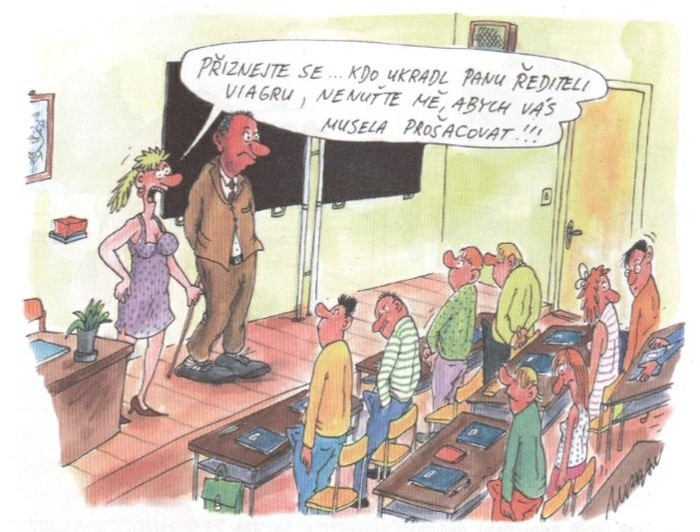 PŘIZNEJTE SE... KDO UKRADL PANU ŘEDITELI
VIAGRU, NENUŤTE MĚ, ABYCH VÁS
MUSELA PROŠACOVAT!!!